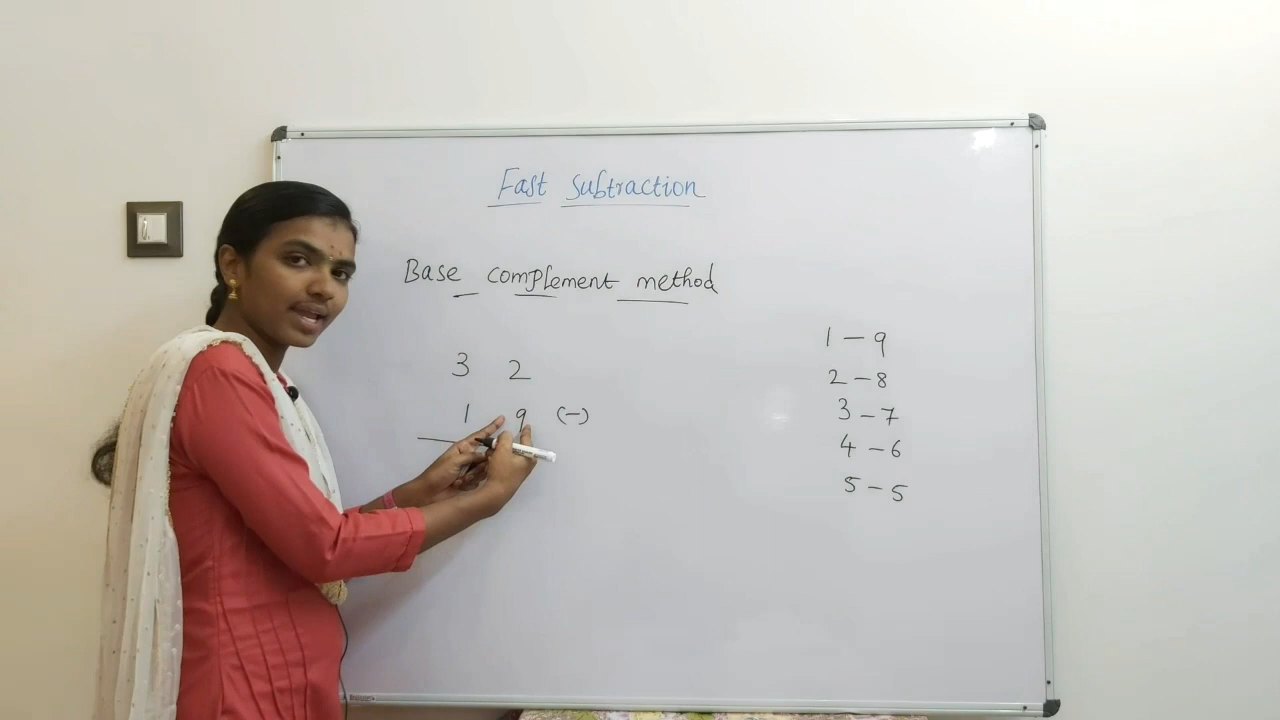 Fast Subtraction
Base complement method
3 2
1 9 (-)
1 - 9
2 - 8
3 - 7
4 - 6
5 - 5